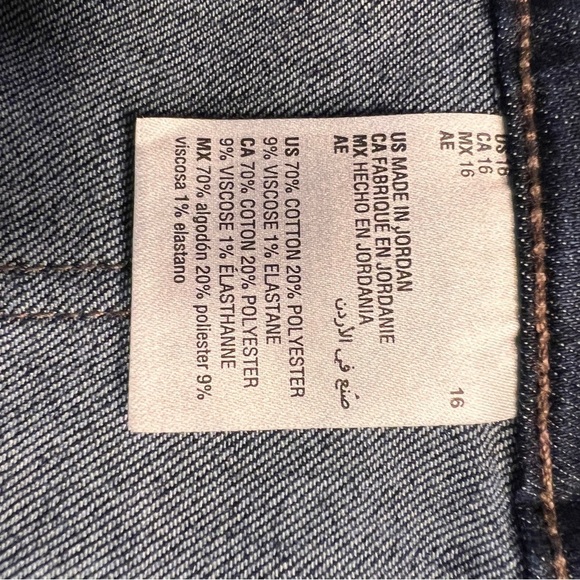 US 16
CA 16
MX 16
AE 16
US MADE IN JORDAN
CA FABRIQUÉ EN JORDANIE
MX HECHO EN JORDANIA
AE صُنع في الأردن
US 70% COTTON 20% POLYESTER
9% VISCOSE 1% ELASTANE
CA 70% COTON 20% POLYESTER
9% VISCOSE 1% ÉLASTHANNE
MX 70% algodón 20% poliester 9%
viscosa 1% elastano